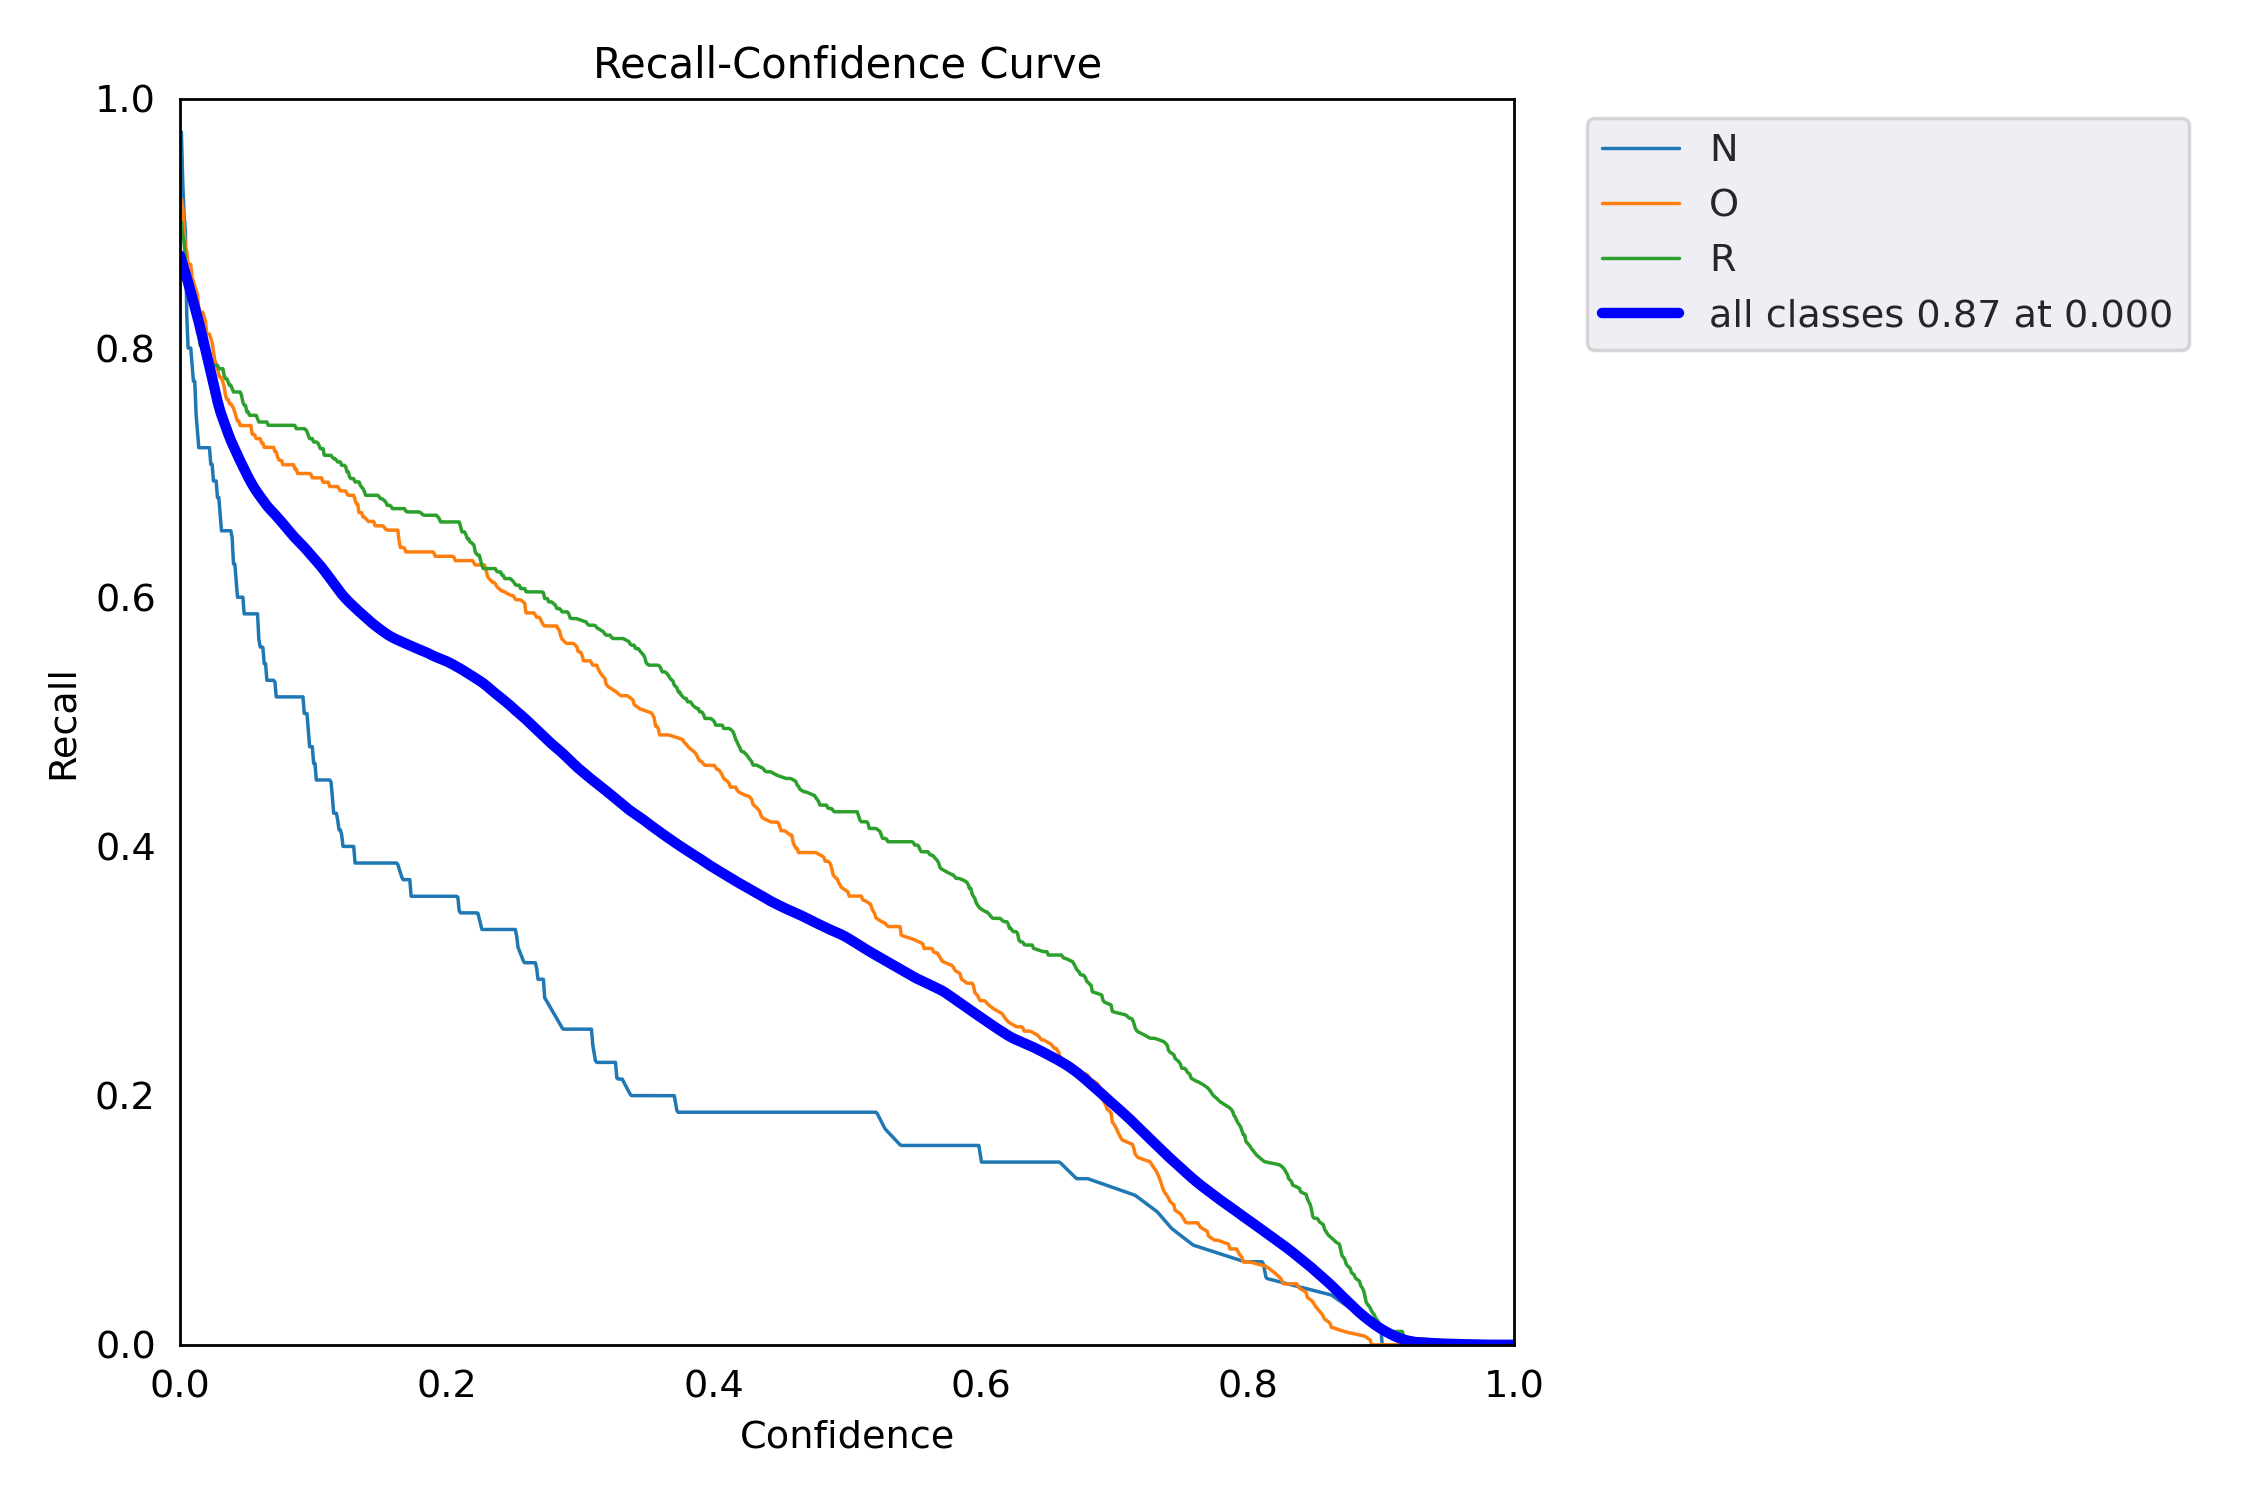 Recall-Confidence Curve
1.0
0.8
0.6
0.4
0.2
0.0
Recall
0.0 0.2 0.4 0.6 0.8 1.0
Confidence
N
O
R
all classes 0.87 at 0.000